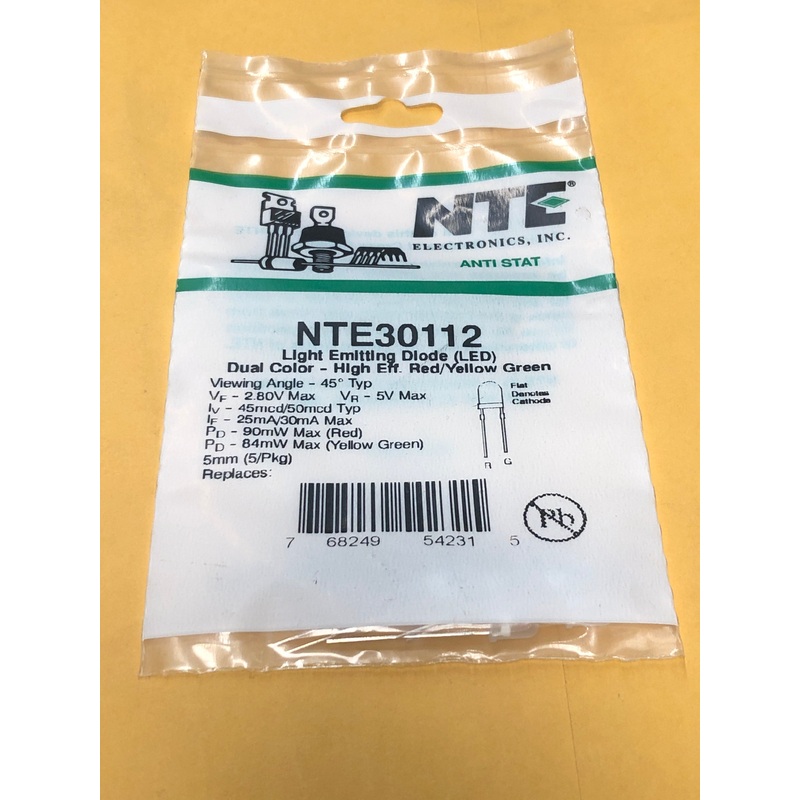 NTE®
ELECTRONICS, INC.
ANTI STAT
NTE30112
Light Emitting Diode (LED)
Dual Color – High Eff. Red/Yellow Green
Viewing Angle – 45° Typ
VF – 2.80V Max VR – 5V Max
IV – 45mcd/50mcd Typ
IF – 25mA/30mA Max
PD – 90mW Max (Red)
PD – 84mW Max (Yellow Green)
5mm (5/Pkg)
Replaces:
Flat
Denotes
Cathode
R G
Pb
7 68249 54231 5